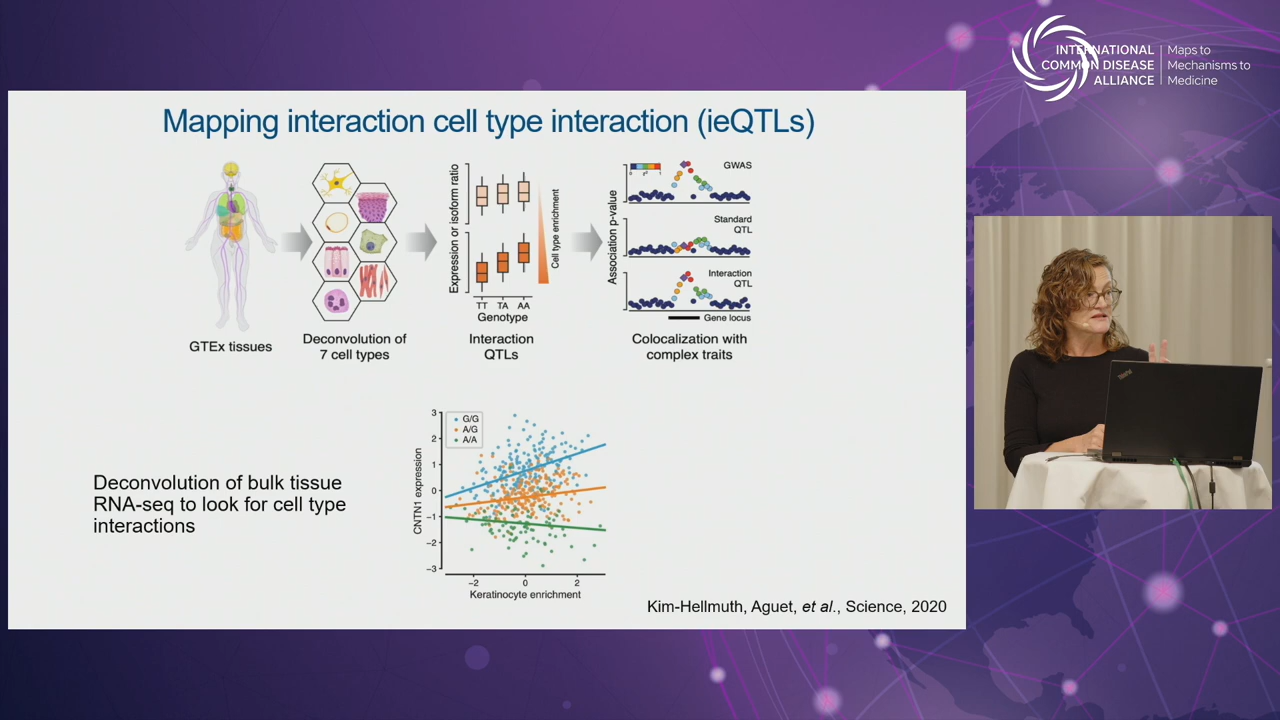 INTERNATIONAL
COMMON DISEASE
ALLIANCE
Maps to
Mechanisms to
Medicine
Mapping interaction cell type interaction (ieQTLs)
GTEx tissues
Deconvolution of
7 cell types
Expression or isoform ratio
Cell type enrichment
TT TA AA
Genotype
Interaction
QTLs
Association p-value
GWAS
0 r² 1
Standard
QTL
Interaction
QTL
Gene locus
Colocalization with
complex traits
Deconvolution of bulk tissue
RNA-seq to look for cell type
interactions
CNTN1 expression
3
2
1
0
−1
−2
−3
G/G
A/G
A/A
−2 0 2
Keratinocyte enrichment
Kim-Hellmuth, Aguet, et al., Science, 2020
ThinkPad